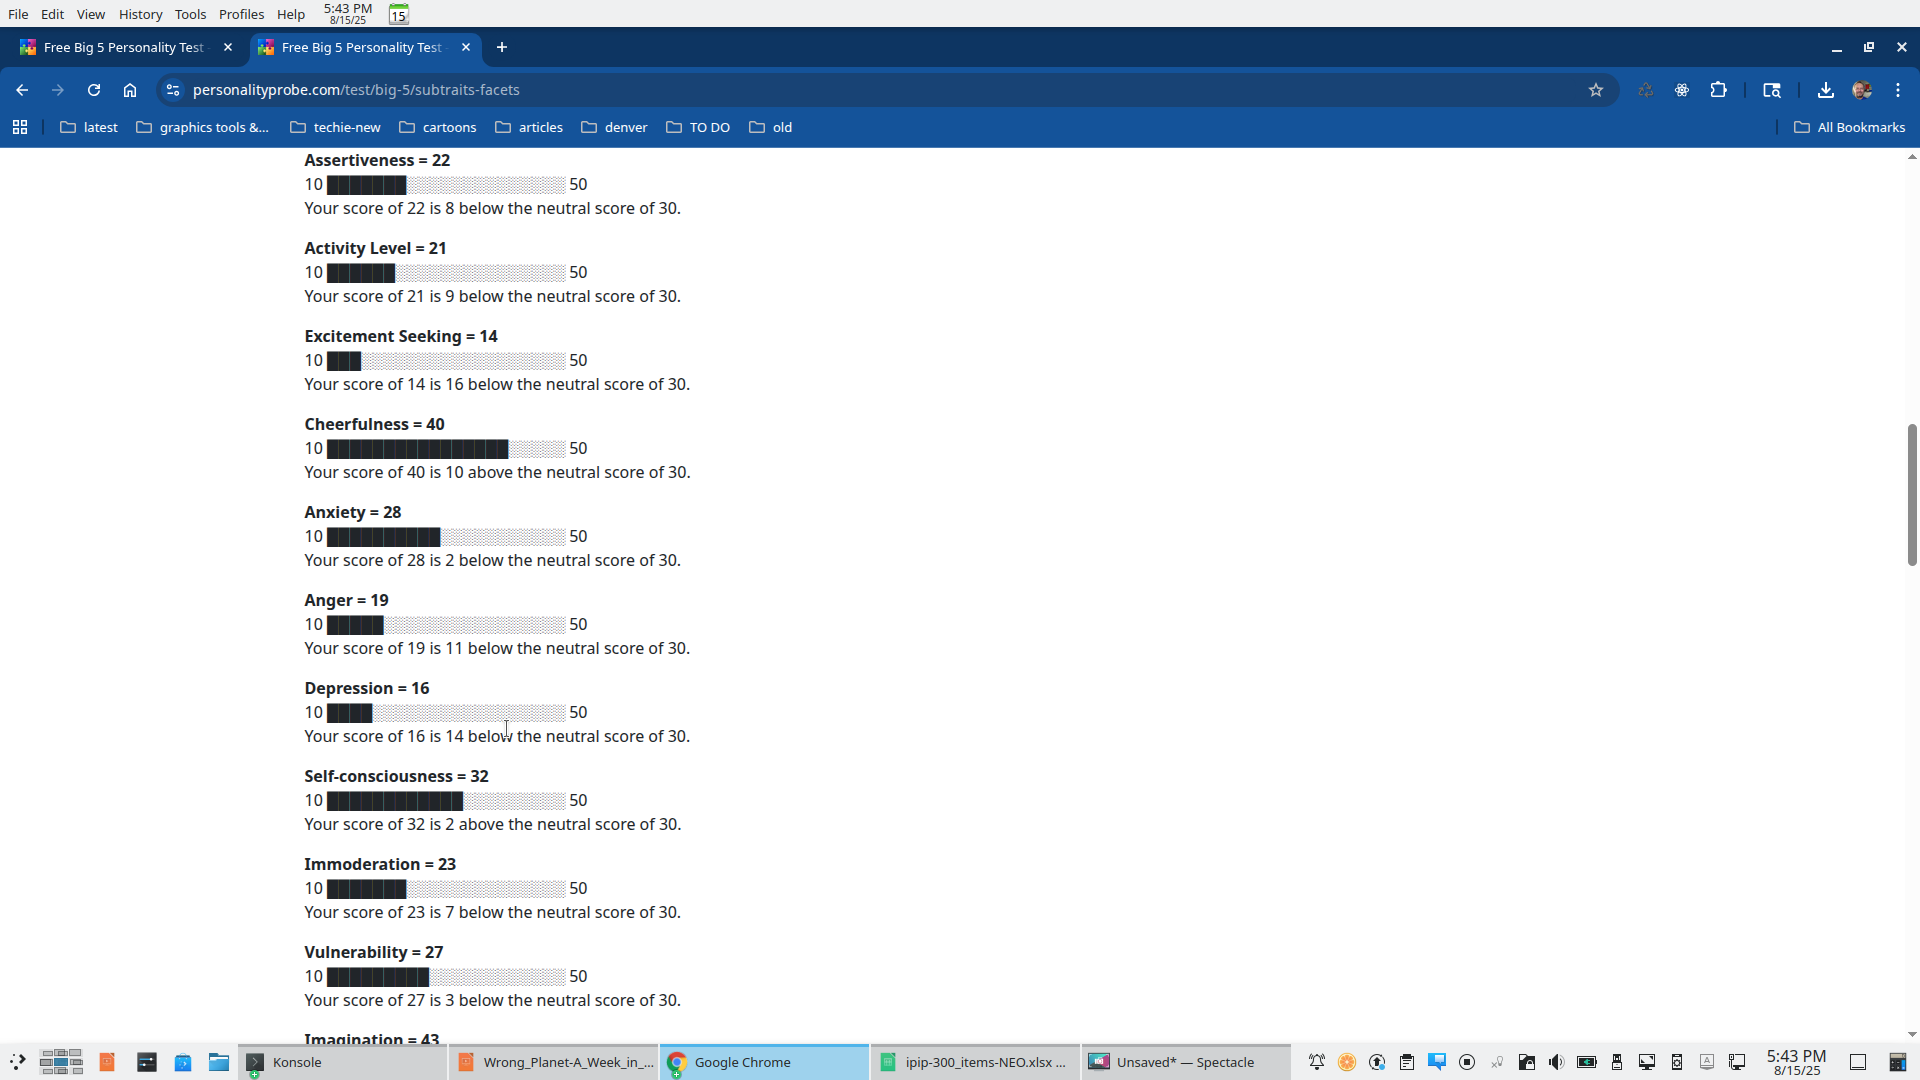 File Edit View History Tools Profiles Help 5:43 PM
8/15/25 15
Free Big 5 Personality Test Free Big 5 Personality Test
personalityprobe.com/test/big-5/subtraits-facets
latest graphics tools &... techie-new cartoons articles denver TO DO old All Bookmarks
Assertiveness = 22
10 50
Your score of 22 is 8 below the neutral score of 30.
Activity Level = 21
10 50
Your score of 21 is 9 below the neutral score of 30.
Excitement Seeking = 14
10 50
Your score of 14 is 16 below the neutral score of 30.
Cheerfulness = 40
10 50
Your score of 40 is 10 above the neutral score of 30.
Anxiety = 28
10 50
Your score of 28 is 2 below the neutral score of 30.
Anger = 19
10 50
Your score of 19 is 11 below the neutral score of 30.
Depression = 16
10 50
Your score of 16 is 14 below the neutral score of 30.
Self-consciousness = 32
10 50
Your score of 32 is 2 above the neutral score of 30.
Immoderation = 23
10 50
Your score of 23 is 7 below the neutral score of 30.
Vulnerability = 27
10 50
Your score of 27 is 3 below the neutral score of 30.
Imagination = 43
Konsole Wrong_Planet-A_Week_in_... Google Chrome ipip-300_items-NEO.xlsx ... Unsaved* — Spectacle 5:43 PM
8/15/25